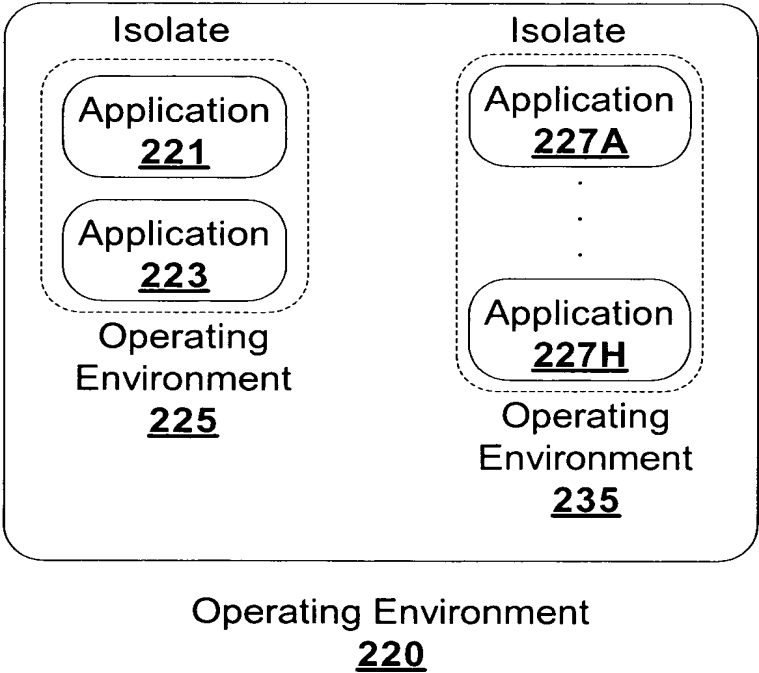 Isolate
Application
221
Application
223
Operating
Environment
225
Isolate
Application
227A
Application
227H
Operating
Environment
235
Operating Environment
220